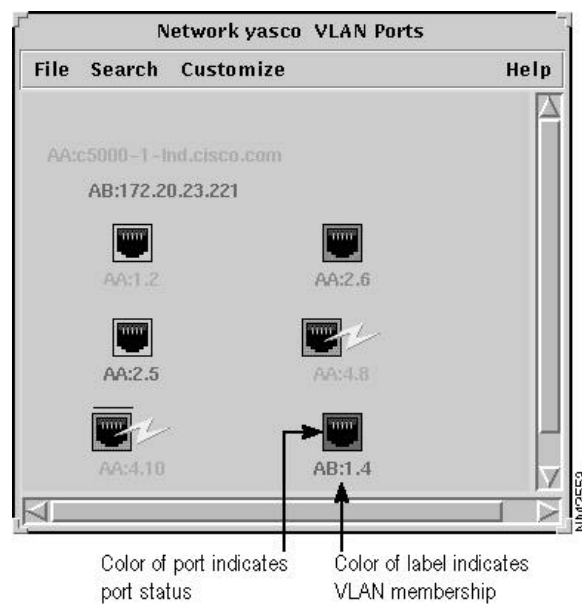 Network yasco VLAN Ports
File Search Customize Help
AA:c5000-1-lnd.cisco.com
AB:172.20.23.221
AA:1.2 AA:2.6
AA:2.5 AA:4.8
AA:4.10 AB:1.4
NM3553
Color of port indicates
port status
Color of label indicates
VLAN membership